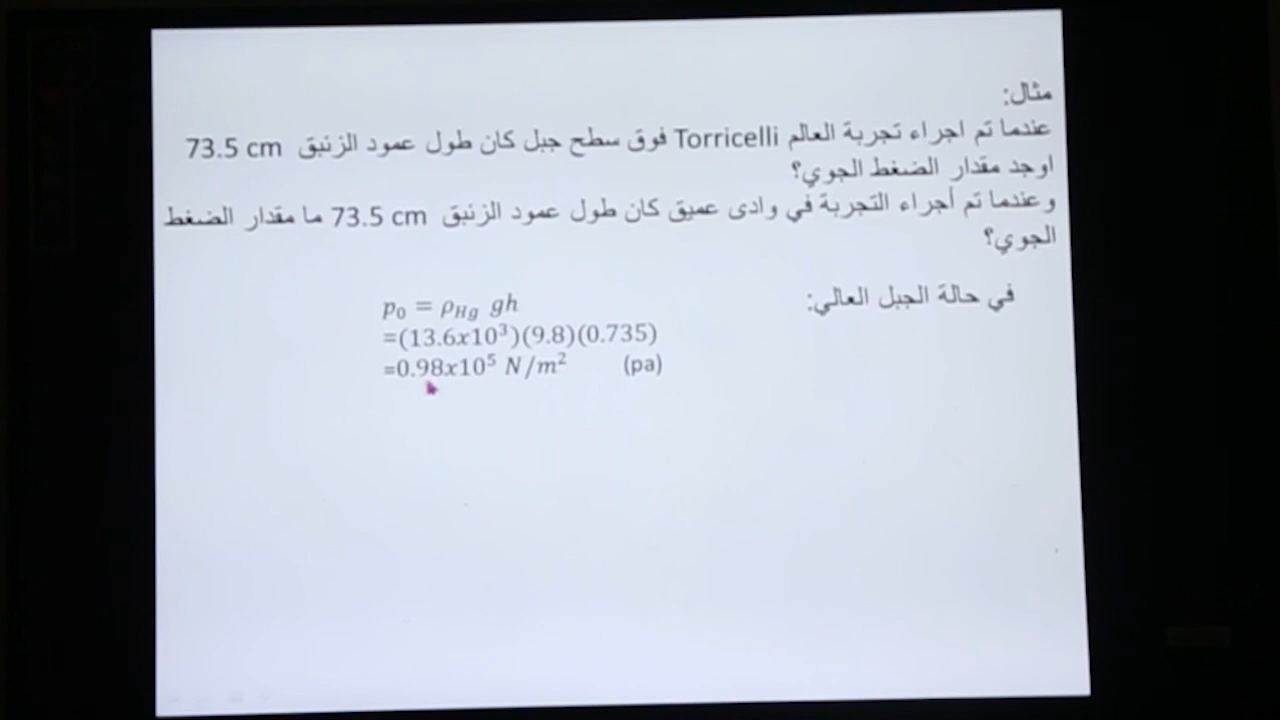 مثال:
عندما تم اجراء تجربة العالم Torricelli فوق سطح جبل كان طول عمود الزئبق 73.5 cm
اوجد مقدار الضغط الجوي؟
وعندما تم أجراء التجربة في وادى عميق كان طول عمود الزئبق 73.5 cm ما مقدار الضغط
الجوي؟
في حالة الجبل العالي:
p₀ = ρ_Hg gh
=(13.6x10³)(9.8)(0.735)
=0.98x10⁵ N/m² (pa)